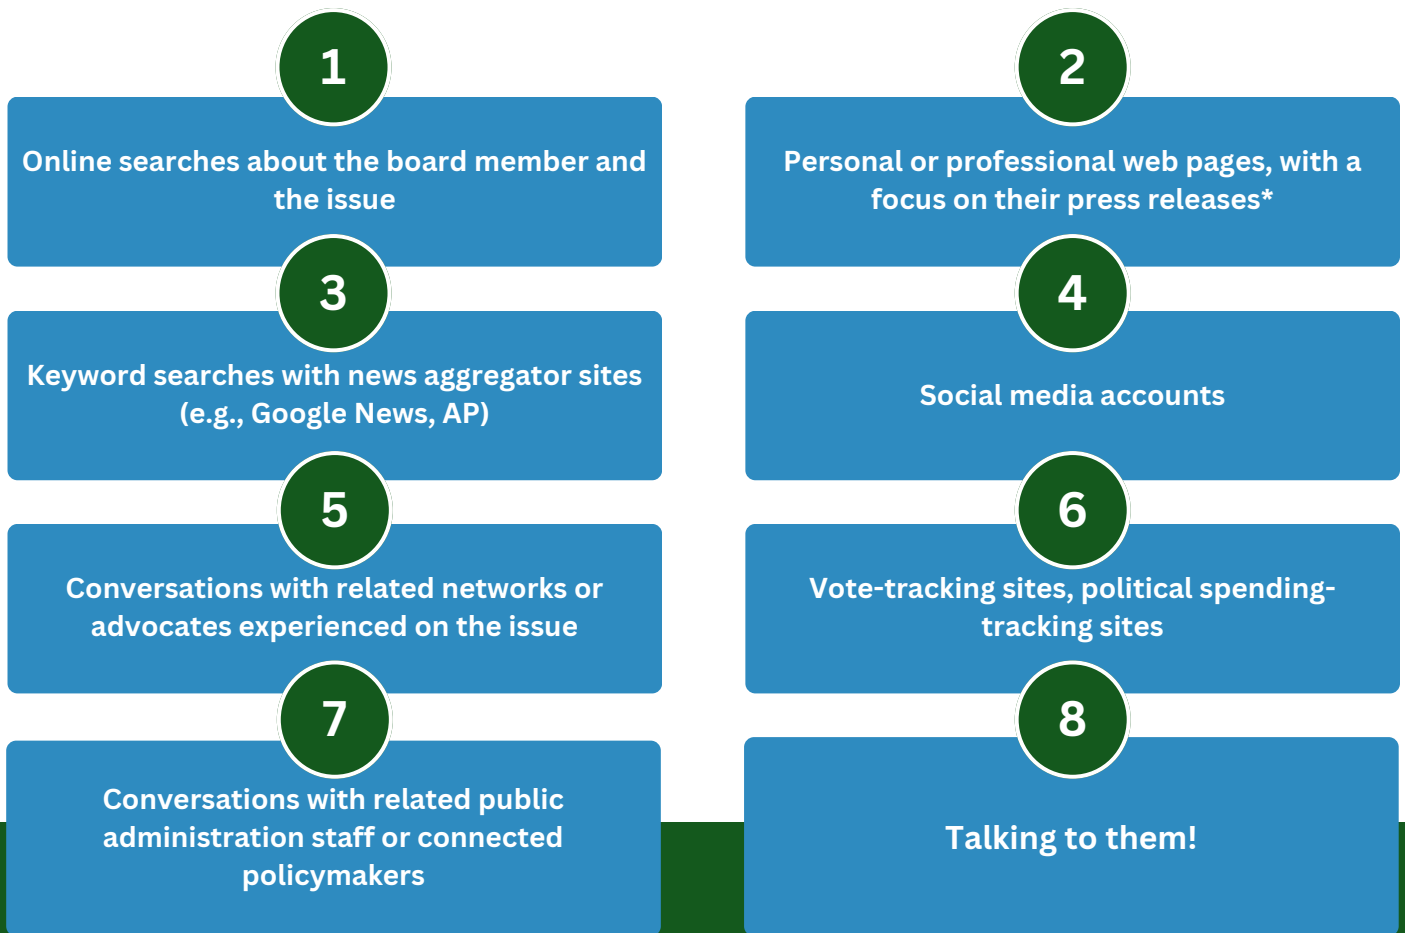 1
Online searches about the board member and
the issue
2
Personal or professional web pages, with a
focus on their press releases*
3
Keyword searches with news aggregator sites
(e.g., Google News, AP)
4
Social media accounts
5
Conversations with related networks or
advocates experienced on the issue
6
Vote-tracking sites, political spending-
tracking sites
7
Conversations with related public
administration staff or connected
policymakers
8
Talking to them!